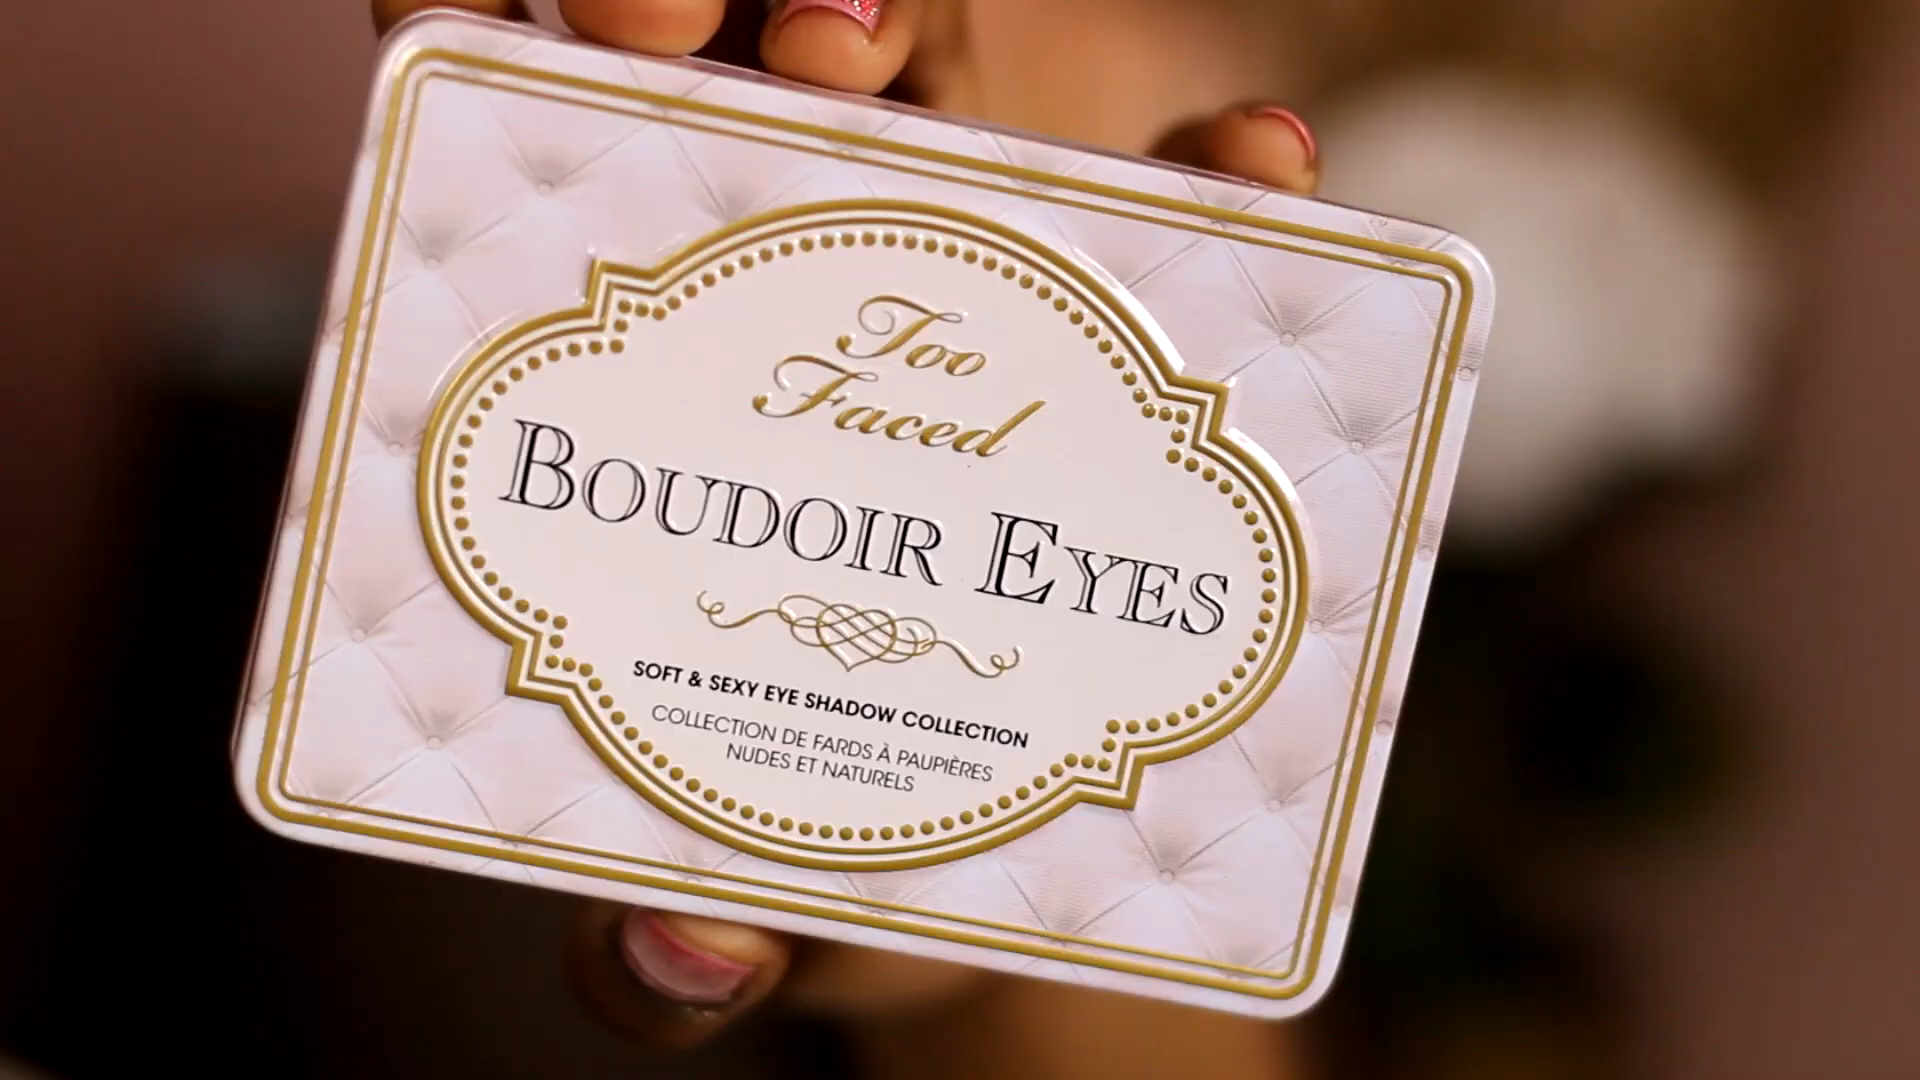 Too
Faced
BOUDOIR EYES
SOFT & SEXY EYE SHADOW COLLECTION
COLLECTION DE FARDS À PAUPIÈRES
NUDES ET NATURELS